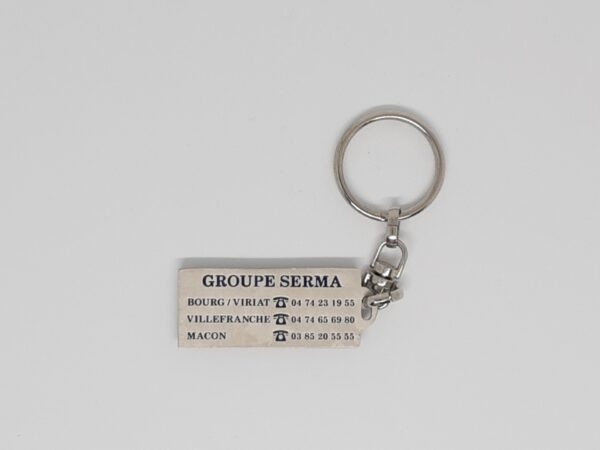 GROUPE SERMA
BOURG / VIRIAT ☎ 04 74 23 19 55
VILLEFRANCHE ☎ 04 74 65 69 80
MACON ☎ 03 85 20 55 55